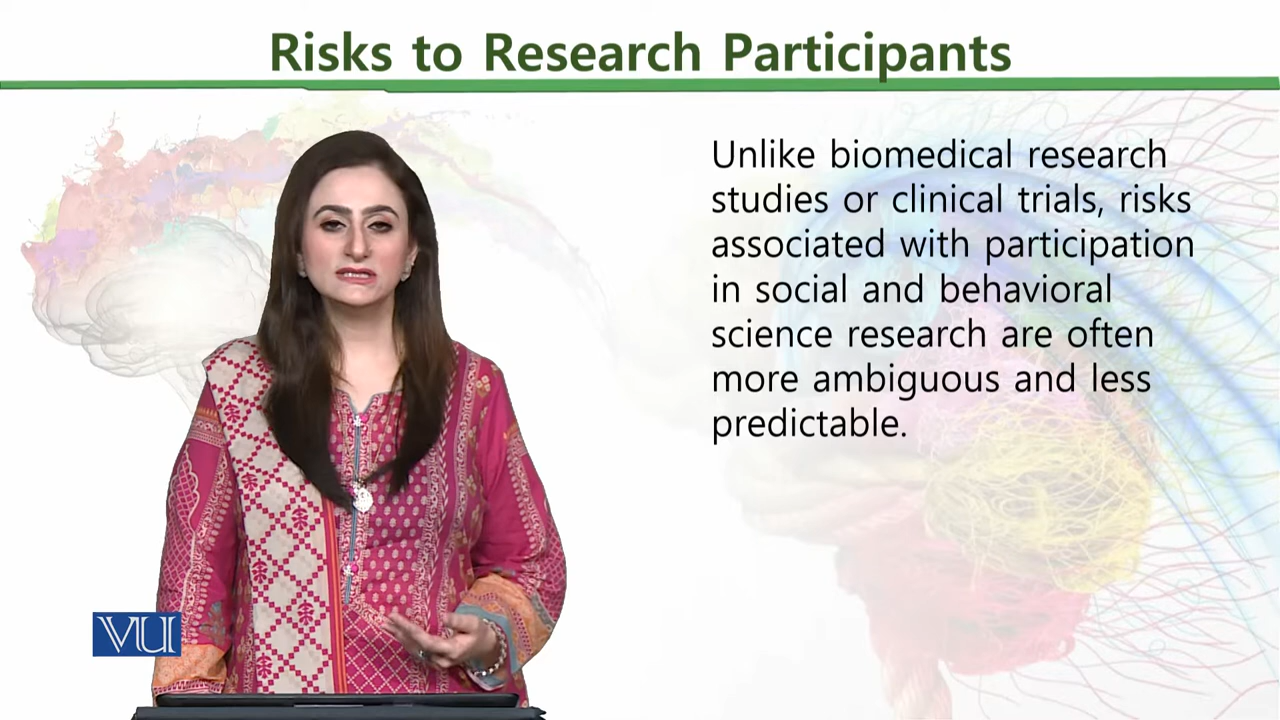 Risks to Research Participants
Unlike biomedical research
studies or clinical trials, risks
associated with participation
in social and behavioral
science research are often
more ambiguous and less
predictable.
VU